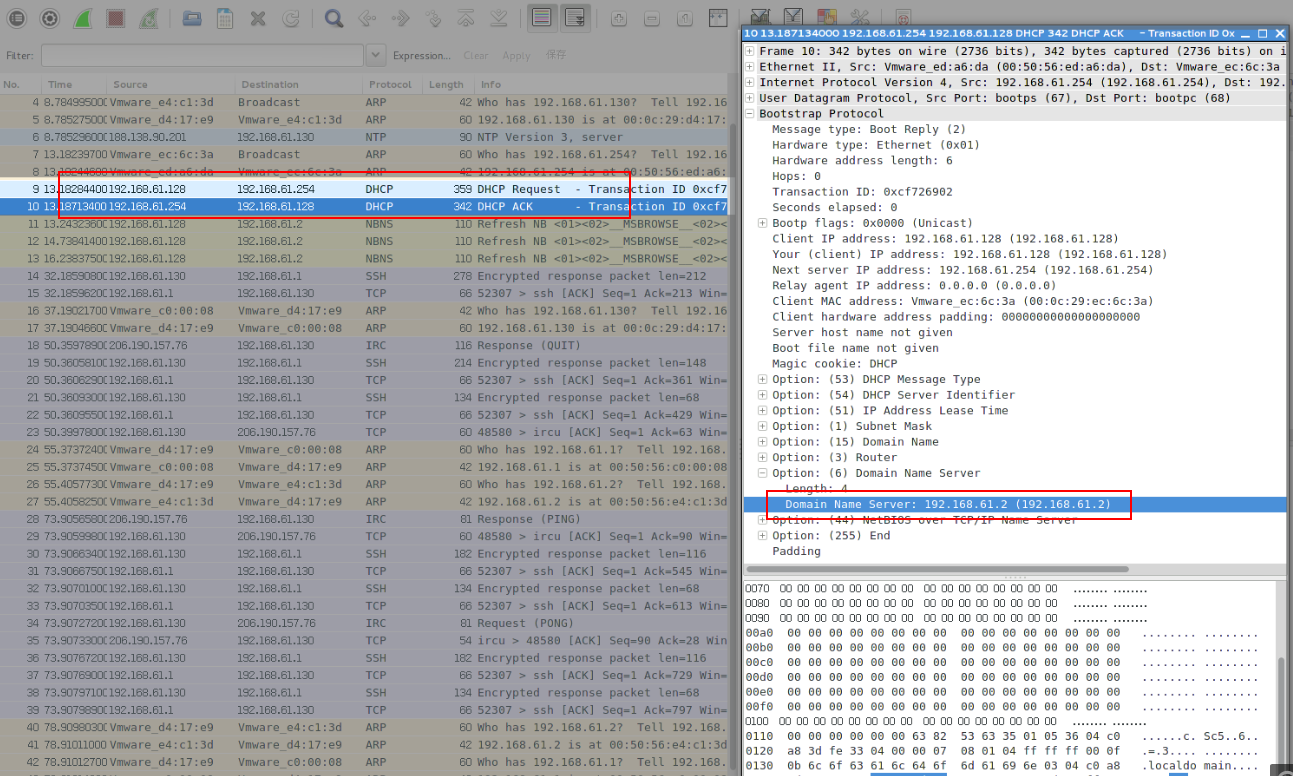 Filter:
Expression...
Clear
Apply
保存
No. Time Source Destination Protocol Length Info
4 8.784995000 Vmware_e4:c1:3d Broadcast ARP 42 Who has 192.168.61.130? Tell 192.16
5 8.785275000 Vmware_d4:17:e9 Vmware_e4:c1:3d ARP 60 192.168.61.130 is at 00:0c:29:d4:17:
6 8.785296000 188.138.90.201 192.168.61.130 NTP 90 NTP Version 3, server
7 13.18239700 Vmware_ec:6c:3a Broadcast ARP 60 Who has 192.168.61.254? Tell 192.16
8 13.18244600 Vmware_ed:a6:da Vmware_ec:6c:3a ARP 60 192.168.61.254 is at 00:50:56:ed:a6:
9 13.18284400 192.168.61.128 192.168.61.254 DHCP 359 DHCP Request - Transaction ID 0xcf7
10 13.18713400 192.168.61.254 192.168.61.128 DHCP 342 DHCP ACK - Transaction ID 0xcf7
11 13.24323600 192.168.61.128 192.168.61.2 NBNS 110 Refresh NB <01><02>__MSBROWSE__<02><
12 14.73841400 192.168.61.128 192.168.61.2 NBNS 110 Refresh NB <01><02>__MSBROWSE__<02><
13 16.23837500 192.168.61.128 192.168.61.2 NBNS 110 Refresh NB <01><02>__MSBROWSE__<02><
14 32.18590800 192.168.61.130 192.168.61.1 SSH 278 Encrypted response packet len=212
15 32.18596200 192.168.61.1 192.168.61.130 TCP 66 52307 > ssh [ACK] Seq=1 Ack=213 Win=
16 37.19021700 Vmware_c0:00:08 Vmware_d4:17:e9 ARP 42 Who has 192.168.61.130? Tell 192.16
17 37.19046600 Vmware_d4:17:e9 Vmware_c0:00:08 ARP 60 192.168.61.130 is at 00:0c:29:d4:17:
18 50.35978900 206.190.157.76 192.168.61.130 IRC 116 Response (QUIT)
19 50.36058100 192.168.61.130 192.168.61.1 SSH 214 Encrypted response packet len=148
20 50.36062900 192.168.61.1 192.168.61.130 TCP 66 52307 > ssh [ACK] Seq=1 Ack=361 Win=
21 50.36093000 192.168.61.130 192.168.61.1 SSH 134 Encrypted response packet len=68
22 50.36095500 192.168.61.1 192.168.61.130 TCP 66 52307 > ssh [ACK] Seq=1 Ack=429 Win=
23 50.39978000 192.168.61.130 206.190.157.76 TCP 60 48580 > ircu [ACK] Seq=1 Ack=63 Win=
24 55.37372400 Vmware_d4:17:e9 Vmware_c0:00:08 ARP 60 Who has 192.168.61.1? Tell 192.168.
25 55.37374500 Vmware_c0:00:08 Vmware_d4:17:e9 ARP 42 192.168.61.1 is at 00:50:56:c0:00:08
26 55.40577300 Vmware_d4:17:e9 Vmware_e4:c1:3d ARP 60 Who has 192.168.61.2? Tell 192.168.
27 55.40582500 Vmware_e4:c1:3d Vmware_d4:17:e9 ARP 42 192.168.61.2 is at 00:50:56:e4:c1:3d
28 206.190.157.76 192.168.61.130 IRC 81 Response (PING)
29 192.168.61.130 206.190.157.76 TCP 60 48580 > ircu [ACK] Seq=1 Ack=90 Win=
30 73.90663400 192.168.61.130 192.168.61.1 SSH 182 Encrypted response packet len=116
31 73.90667500 192.168.61.1 192.168.61.130 TCP 66 52307 > ssh [ACK] Seq=1 Ack=545 Win=
32 73.90701000 192.168.61.130 192.168.61.1 SSH 134 Encrypted response packet len=68
33 73.90703500 192.168.61.1 192.168.61.130 TCP 66 52307 > ssh [ACK] Seq=1 Ack=613 Win=
34 73.90727200 192.168.61.130 206.190.157.76 IRC 81 Request (PONG)
35 73.90733000 206.190.157.76 192.168.61.130 TCP 54 ircu > 48580 [ACK] Seq=90 Ack=28 Win
36 73.90767200 192.168.61.130 192.168.61.1 SSH 182 Encrypted response packet len=116
37 73.90769000 192.168.61.1 192.168.61.130 TCP 66 52307 > ssh [ACK] Seq=1 Ack=729 Win=
38 73.90797100 192.168.61.130 192.168.61.1 SSH 134 Encrypted response packet len=68
39 73.90798900 192.168.61.1 192.168.61.130 TCP 66 52307 > ssh [ACK] Seq=1 Ack=797 Win=
40 78.90980300 Vmware_d4:17:e9 Vmware_e4:c1:3d ARP 60 Who has 192.168.61.2? Tell 192.168.
41 78.91011000 Vmware_e4:c1:3d Vmware_d4:17:e9 ARP 42 192.168.61.2 is at 00:50:56:e4:c1:3d
42 78.91012700 Vmware_d4:17:e9 Vmware_c0:00:08 ARP 60 Who has 192.168.61.1? Tell 192.168.
10 13.187134000 192.168.61.254 192.168.61.128 DHCP 342 DHCP ACK - Transaction ID 0x
Frame 10: 342 bytes on wire (2736 bits), 342 bytes captured (2736 bits) on i
Ethernet II, Src: Vmware_ed:a6:da (00:50:56:ed:a6:da), Dst: Vmware_ec:6c:3a
Internet Protocol Version 4, Src: 192.168.61.254 (192.168.61.254), Dst: 192.
User Datagram Protocol, Src Port: bootps (67), Dst Port: bootpc (68)
Bootstrap Protocol
Message type: Boot Reply (2)
Hardware type: Ethernet (0x01)
Hardware address length: 6
Hops: 0
Transaction ID: 0xcf726902
Seconds elapsed: 0
Bootp flags: 0x0000 (Unicast)
Client IP address: 192.168.61.128 (192.168.61.128)
Your (client) IP address: 192.168.61.128 (192.168.61.128)
Next server IP address: 192.168.61.254 (192.168.61.254)
Relay agent IP address: 0.0.0.0 (0.0.0.0)
Client MAC address: Vmware_ec:6c:3a (00:0c:29:ec:6c:3a)
Client hardware address padding: 00000000000000000000
Server host name not given
Boot file name not given
Magic cookie: DHCP
Option: (53) DHCP Message Type
Option: (54) DHCP Server Identifier
Option: (51) IP Address Lease Time
Option: (1) Subnet Mask
Option: (15) Domain Name
Option: (3) Router
Option: (6) Domain Name Server
Length: 4
Domain Name Server: 192.168.61.2 (192.168.61.2)
Option: (44) NetBIOS over TCP/IP Name Server
Option: (255) End
Padding
0070 00 00 00 00 00 00 00 00 00 00 00 00 00 00 00 00 ........ ........
0080 00 00 00 00 00 00 00 00 00 00 00 00 00 00 00 00 ........ ........
0090 00 00 00 00 00 00 00 00 00 00 00 00 00 00 00 00 ........ ........
00a0 00 00 00 00 00 00 00 00 00 00 00 00 00 00 00 00 ........ ........
00b0 00 00 00 00 00 00 00 00 00 00 00 00 00 00 00 00 ........ ........
00c0 00 00 00 00 00 00 00 00 00 00 00 00 00 00 00 00 ........ ........
00d0 00 00 00 00 00 00 00 00 00 00 00 00 00 00 00 00 ........ ........
00e0 00 00 00 00 00 00 00 00 00 00 00 00 00 00 00 00 ........ ........
00f0 00 00 00 00 00 00 00 00 00 00 00 00 00 00 00 00 ........ ........
0100 00 00 00 00 00 00 00 00 00 00 00 00 00 00 00 00 ........ ........
0110 00 00 00 00 00 00 63 82 53 63 35 01 05 36 04 c0 ......c. Sc5..6..
0120 a8 3d fe 33 04 00 00 07 08 01 04 ff ff ff 00 0f .=.3.... ........
0130 0b 6c 6f 63 61 6c 64 6f 6d 61 69 6e 03 04 c0 a8 .localdo main....